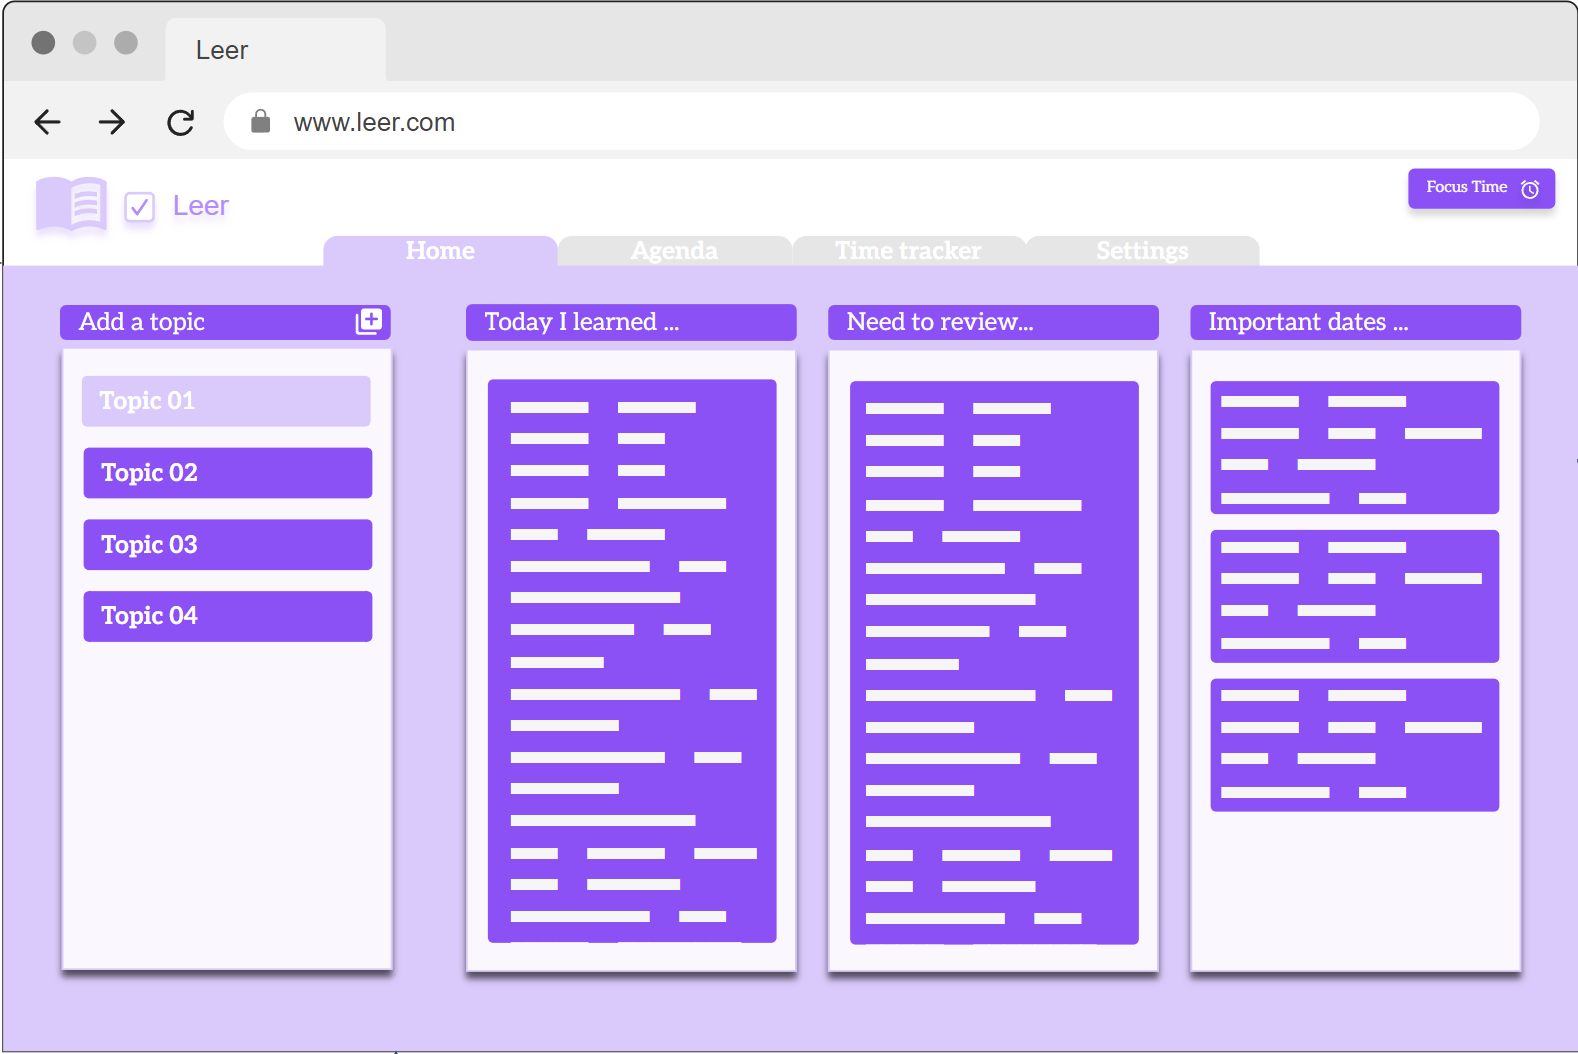 Leer
www.leer.com
Leer
Focus Time
Home
Agenda
Time tracker
Settings
Add a topic
Today I learned ...
Need to review...
Important dates ...
Topic 01
Topic 02
Topic 03
Topic 04